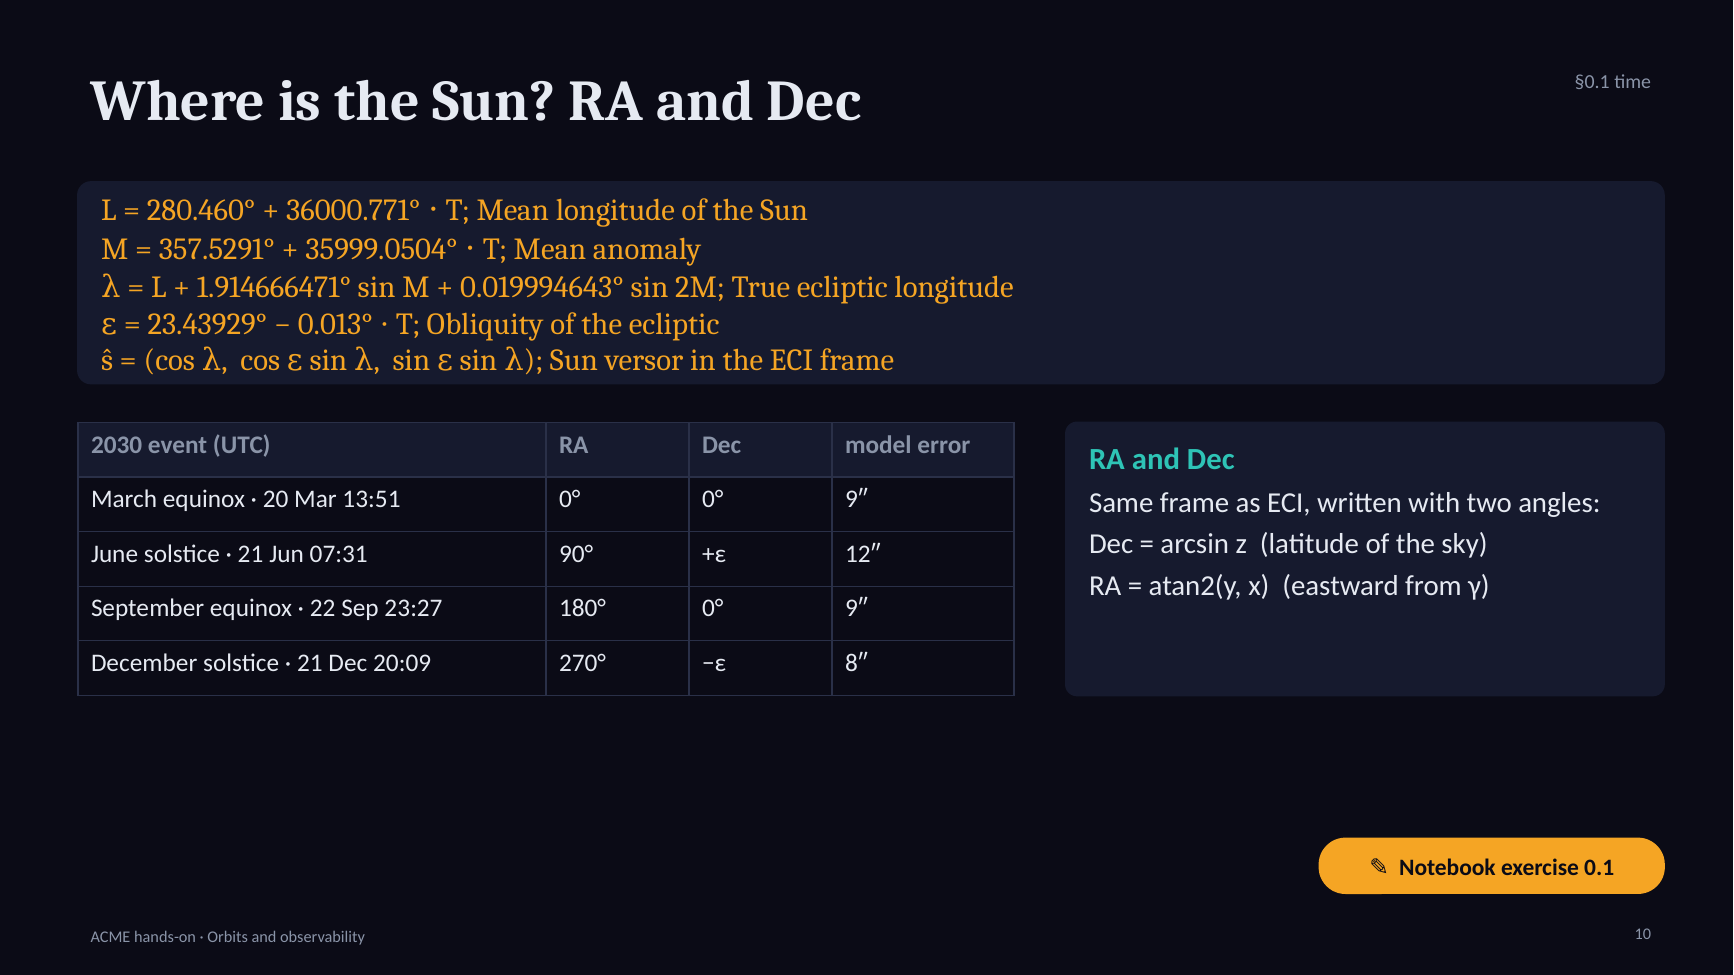 Where is the Sun? RA and Dec
§0.1 time
L = 280.460° + 36000.771° · T; Mean longitude of the Sun
M = 357.5291° + 35999.0504° · T; Mean anomaly
λ = L + 1.914666471° sin M + 0.019994643° sin 2M; True ecliptic longitude
ε = 23.43929° − 0.013° · T; Obliquity of the ecliptic
ŝ = (cos λ, cos ε sin λ, sin ε sin λ); Sun versor in the ECI frame
2030 event (UTC) RA Dec model error
March equinox · 20 Mar 13:51 0° 0° 9″
June solstice · 21 Jun 07:31 90° +ε 12″
September equinox · 22 Sep 23:27 180° 0° 9″
December solstice · 21 Dec 20:09 270° −ε 8″
RA and Dec
Same frame as ECI, written with two angles:
Dec = arcsin z (latitude of the sky)
RA = atan2(y, x) (eastward from γ)
✎ Notebook exercise 0.1
ACME hands-on · Orbits and observability
10